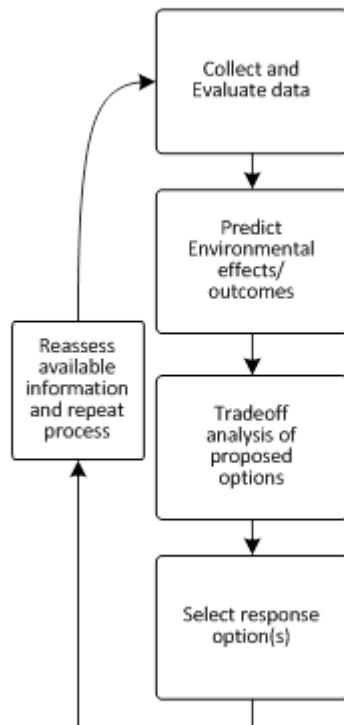 Collect and
Evaluate data
Predict
Environmental
effects/
outcomes
Reassess
available
information
and repeat
process
Tradeoff
analysis of
proposed
options
Select response
option(s)